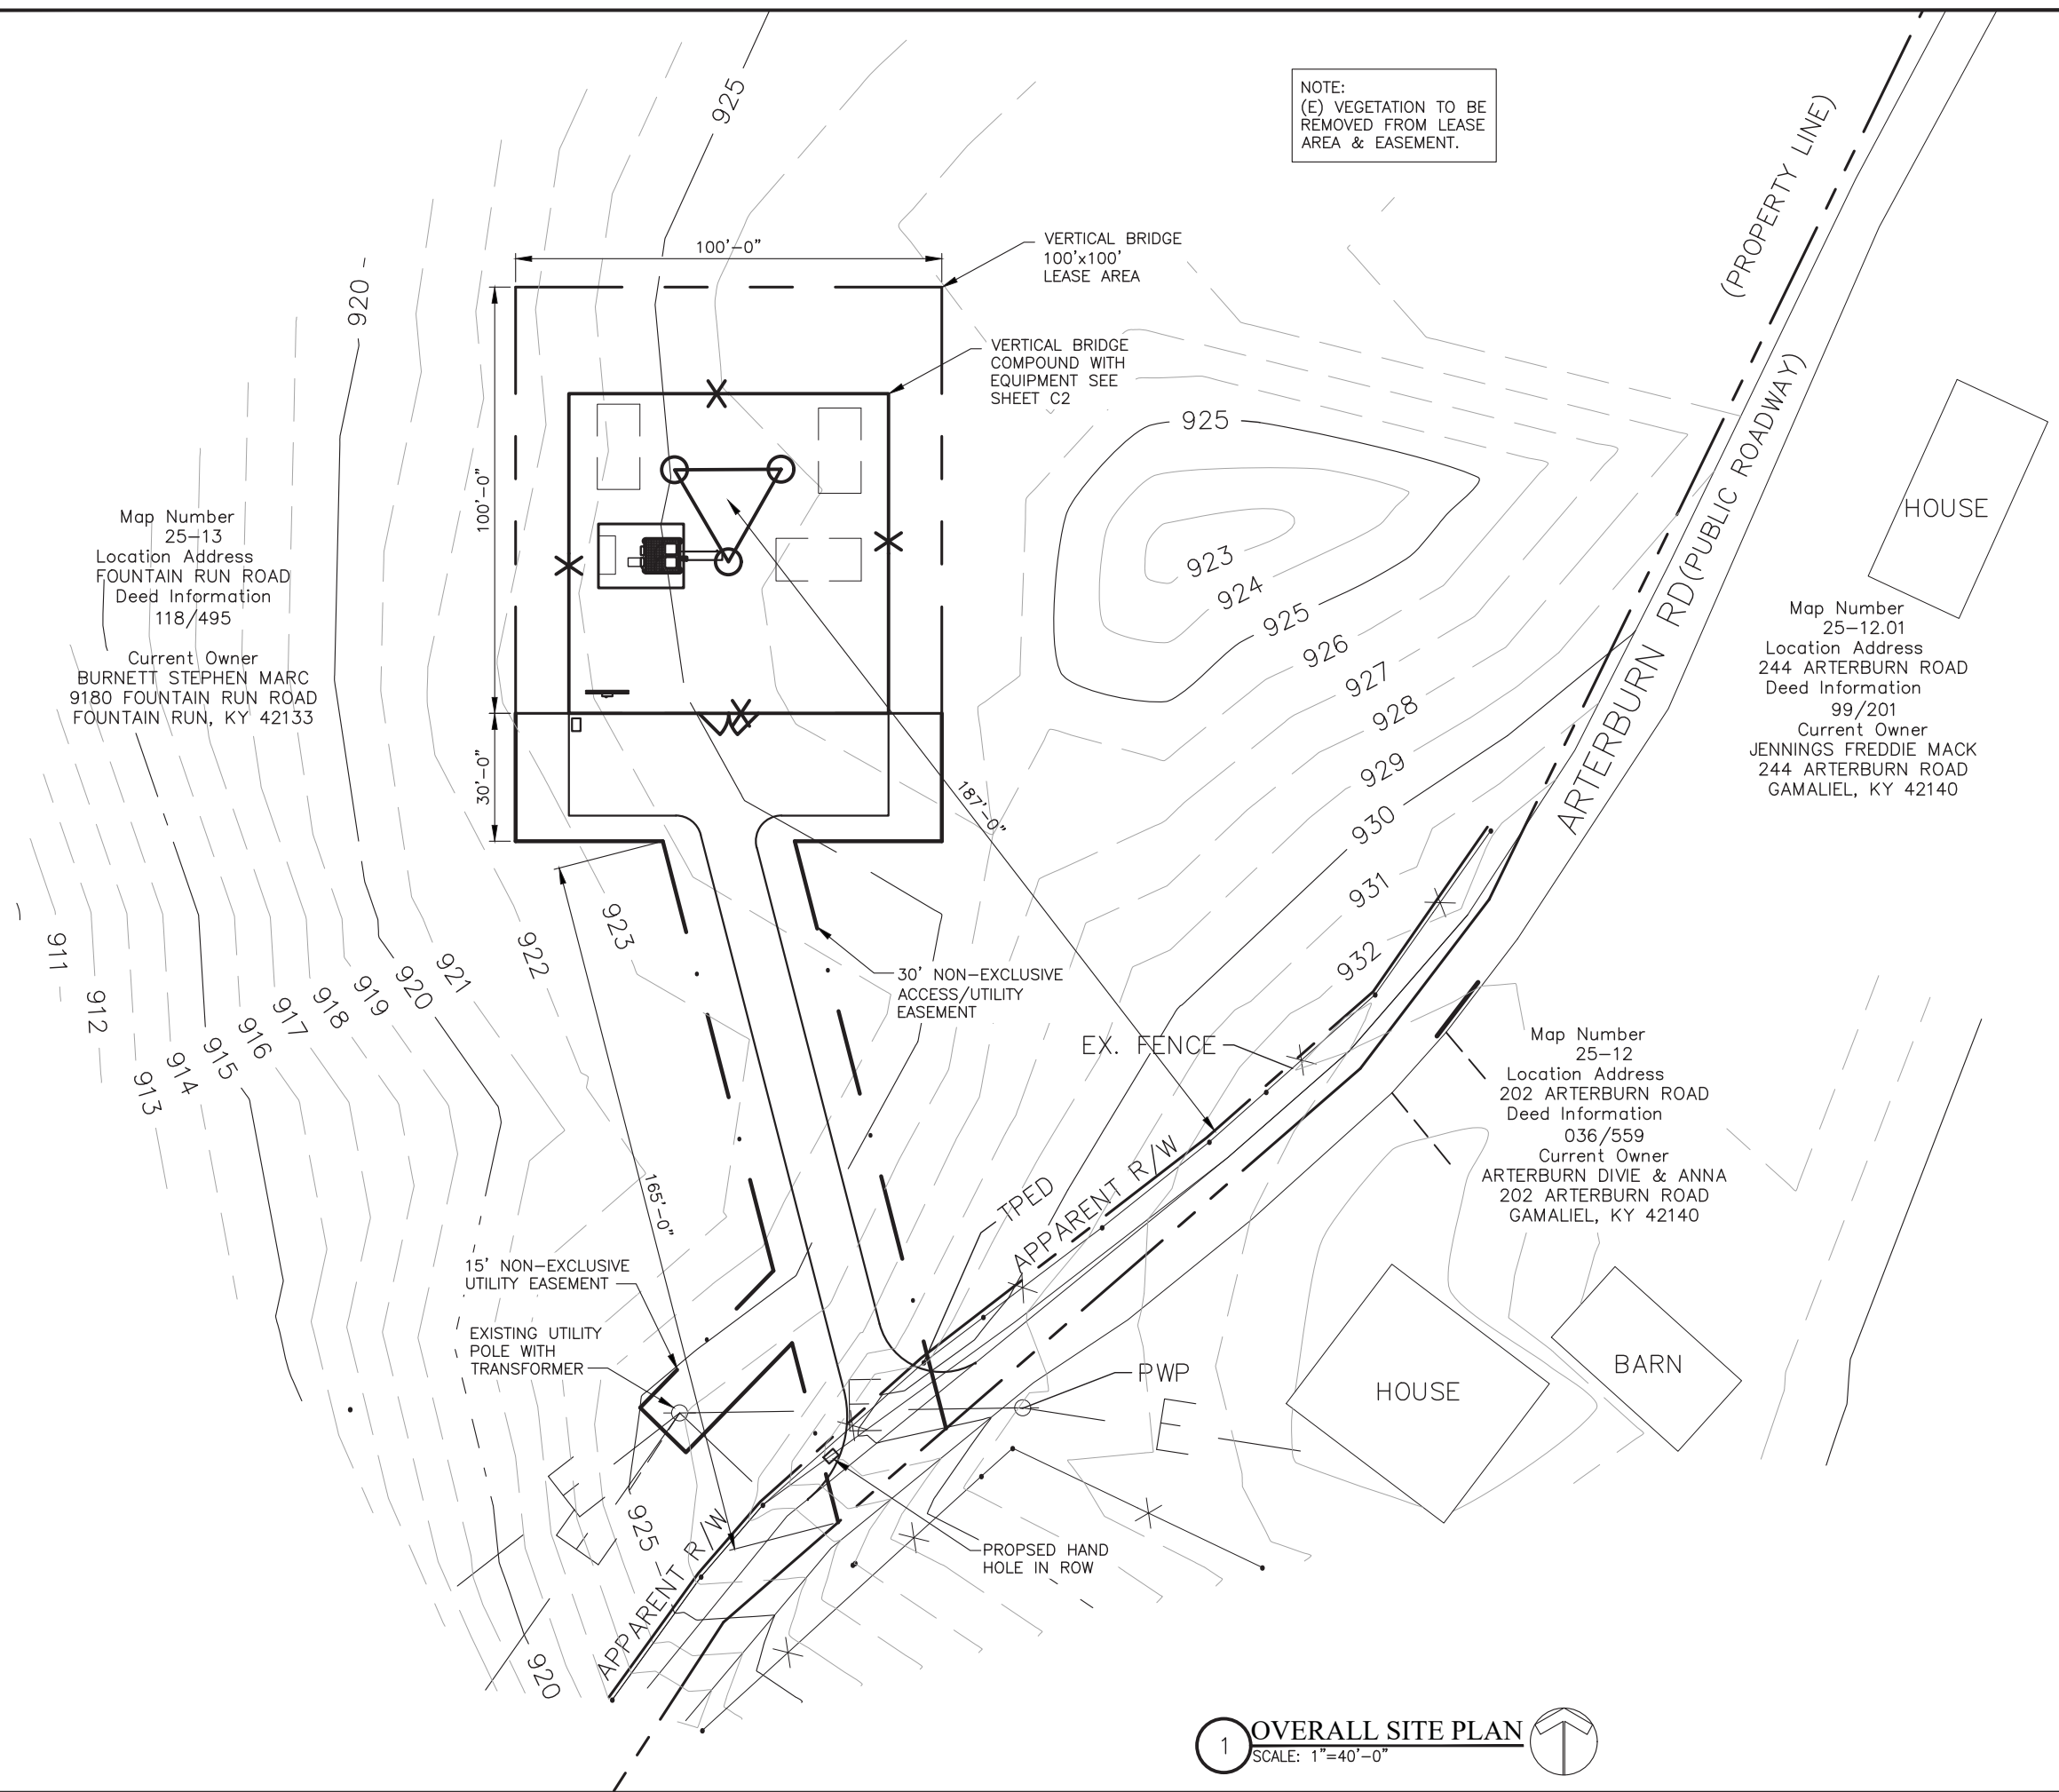 925
NOTE:
(E) VEGETATION TO BE
REMOVED FROM LEASE
AREA & EASEMENT.
(PROPERTY LINE)
920
100'-0"
VERTICAL BRIDGE
100'x100'
LEASE AREA
VERTICAL BRIDGE
COMPOUND WITH
EQUIPMENT SEE
SHEET C2
100'-0"
30'-0"
925
923
924
925
926
927
928
929
930
931
932
ARTERBURN RD(PUBLIC ROADWAY)
HOUSE
Map Number
25-13
Location Address
FOUNTAIN RUN ROAD
Deed Information
118/495
Current Owner
BURNETT STEPHEN MARC
9180 FOUNTAIN RUN ROAD
FOUNTAIN RUN, KY 42133
Map Number
25-12.01
Location Address
244 ARTERBURN ROAD
Deed Information
99/201
Current Owner
JENNINGS FREDDIE MACK
244 ARTERBURN ROAD
GAMALIEL, KY 42140
187'-0"
911
912
913
914
915
916
917
918
919
920
921
922
923
30' NON-EXCLUSIVE
ACCESS/UTILITY
EASEMENT
EX. FENCE
Map Number
25-12
Location Address
202 ARTERBURN ROAD
Deed Information
036/559
Current Owner
ARTERBURN DIVIE & ANNA
202 ARTERBURN ROAD
GAMALIEL, KY 42140
165'-0"
TPED
APPARENT R/W
15' NON-EXCLUSIVE
UTILITY EASEMENT
EXISTING UTILITY
POLE WITH
TRANSFORMER
PWP
E
E
E
E
HOUSE
BARN
925
APPARENT R/W
PROPSED HAND
HOLE IN ROW
920
1
OVERALL SITE PLAN
SCALE: 1"=40'-0"